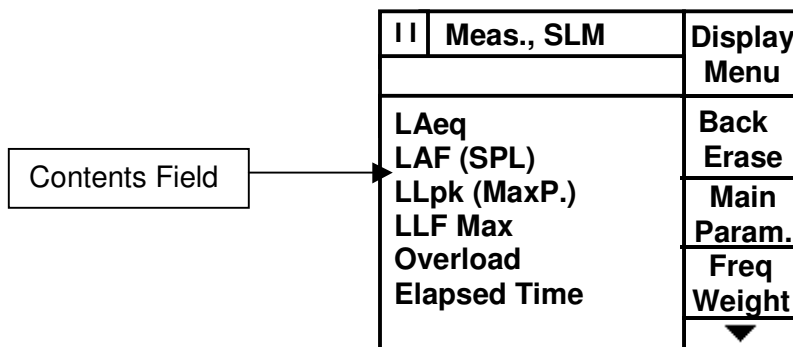 I I Meas., SLM
Display
Menu
Contents Field
LAeq
LAF (SPL)
LLpk (MaxP.)
LLF Max
Overload
Elapsed Time
Back
Erase
Main
Param.
Freq
Weight